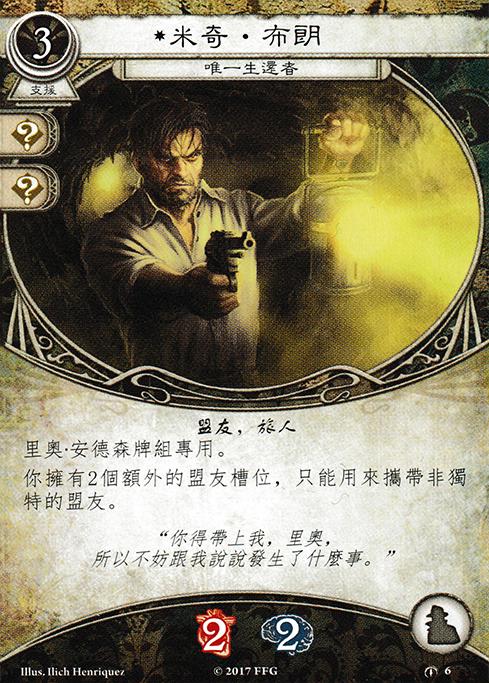 3
*米奇·布朗
唯一生還者
支援
?
?
盟友，旅人
里奧·安德森牌組專用。
你擁有2個額外的盟友槽位，只能用來攜帶非獨
特的盟友。
“你得帶上我，里奧，
所以不妨跟我說說發生了什麼事。”
2 2
Illus. Ilich Henriquez © 2017 FFG 6